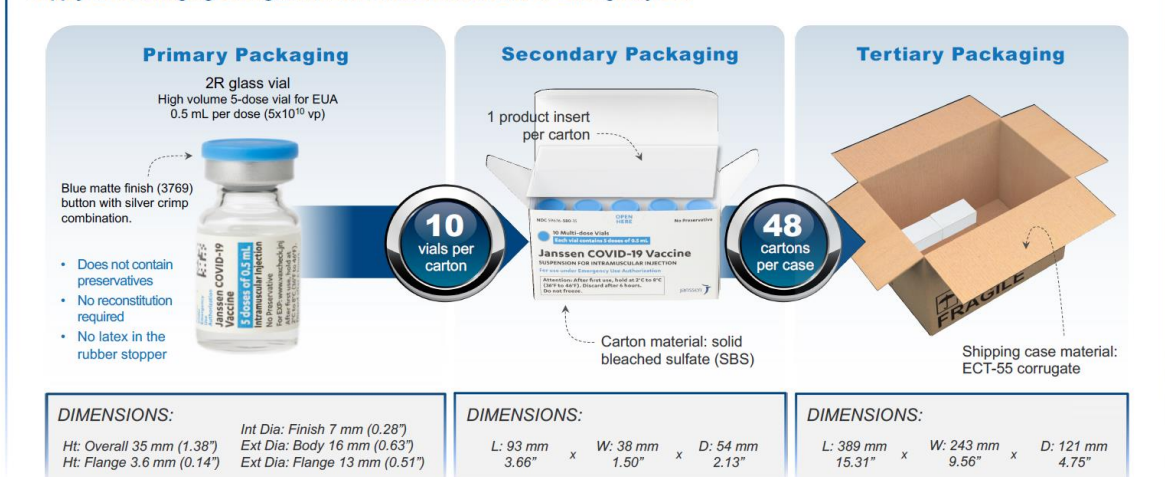 Primary Packaging
2R glass vial
High volume 5-dose vial for EUA
0.5 mL per dose (5x10¹⁰ vp)
Blue matte finish (3769)
button with silver crimp
combination.
• Does not contain
preservatives
• No reconstitution
required
• No latex in the
rubber stopper
Janssen COVID-19
Vaccine
5 doses of 0.5 mL
Intramuscular Injection
No Preservative
10
vials per
carton
Secondary Packaging
1 product insert
per carton
OPEN
HERE
No Preservative
10 Multi-dose Vials
Each vial contains 5 doses of 0.5 mL
Janssen COVID-19 Vaccine
SUSPENSION FOR INTRAMUSCULAR INJECTION
For use under Emergency Use Authorization
Attention: After first use, hold at 2°C to 8°C
(36°F to 46°F). Discard after 6 hours.
Do not freeze.
janssen
Carton material: solid
bleached sulfate (SBS)
48
cartons
per case
Tertiary Packaging
FRAGILE
Shipping case material:
ECT-55 corrugate
DIMENSIONS:
Ht: Overall 35 mm (1.38”)
Ht: Flange 3.6 mm (0.14”)
Int Dia: Finish 7 mm (0.28”)
Ext Dia: Body 16 mm (0.63”)
Ext Dia: Flange 13 mm (0.51”)
DIMENSIONS:
L: 93 mm x W: 38 mm x D: 54 mm
3.66” 1.50” 2.13”
DIMENSIONS:
L: 389 mm x W: 243 mm x D: 121 mm
15.31” 9.56” 4.75”